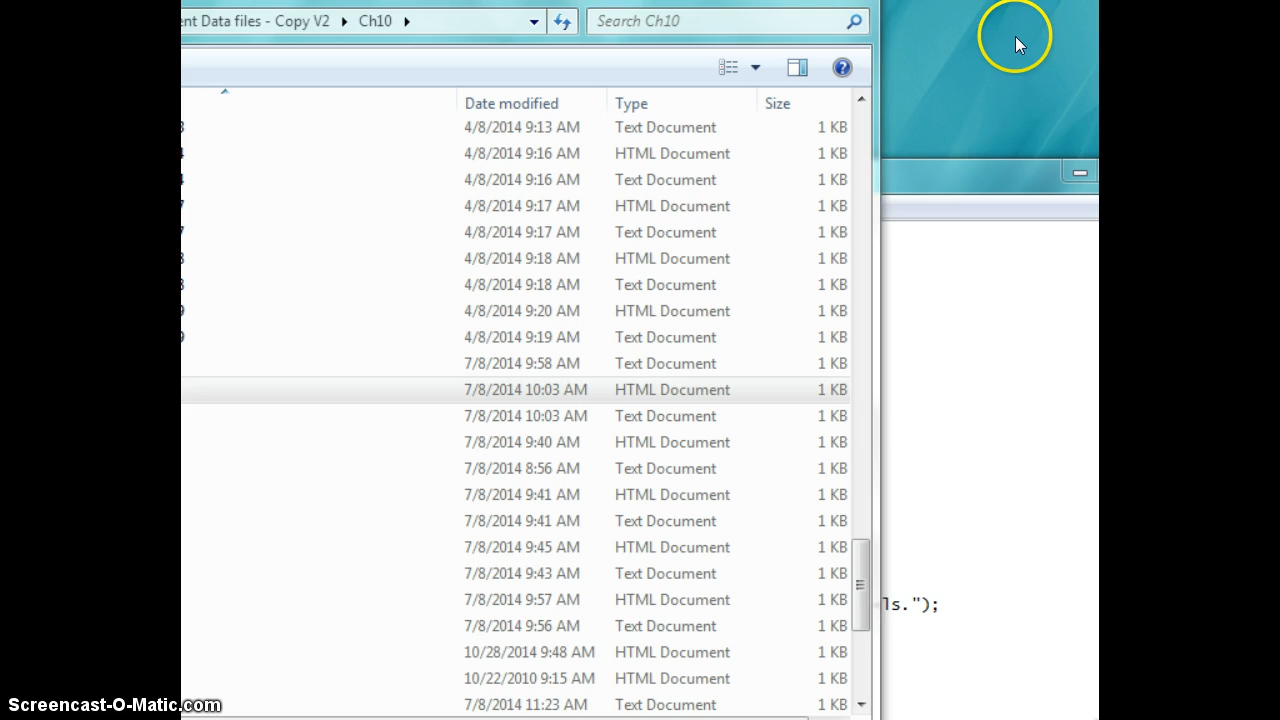 ent Data files - Copy V2 Ch10 Search Ch10
Date modified Type Size
3 4/8/2014 9:13 AM Text Document 1 KB
4 4/8/2014 9:16 AM HTML Document 1 KB
4 4/8/2014 9:16 AM Text Document 1 KB
7 4/8/2014 9:17 AM HTML Document 1 KB
7 4/8/2014 9:17 AM Text Document 1 KB
8 4/8/2014 9:18 AM HTML Document 1 KB
8 4/8/2014 9:18 AM Text Document 1 KB
9 4/8/2014 9:20 AM HTML Document 1 KB
9 4/8/2014 9:19 AM Text Document 1 KB
7/8/2014 9:58 AM Text Document 1 KB
7/8/2014 10:03 AM HTML Document 1 KB
7/8/2014 10:03 AM Text Document 1 KB
7/8/2014 9:40 AM HTML Document 1 KB
7/8/2014 8:56 AM Text Document 1 KB
7/8/2014 9:41 AM HTML Document 1 KB
7/8/2014 9:41 AM Text Document 1 KB
7/8/2014 9:45 AM HTML Document 1 KB
7/8/2014 9:43 AM Text Document 1 KB
7/8/2014 9:57 AM HTML Document 1 KB
ls.");
7/8/2014 9:56 AM Text Document 1 KB
10/28/2014 9:48 AM HTML Document 1 KB
10/22/2010 9:15 AM HTML Document 1 KB
7/8/2014 11:23 AM Text Document 1 KB
Screencast-O-Matic.com